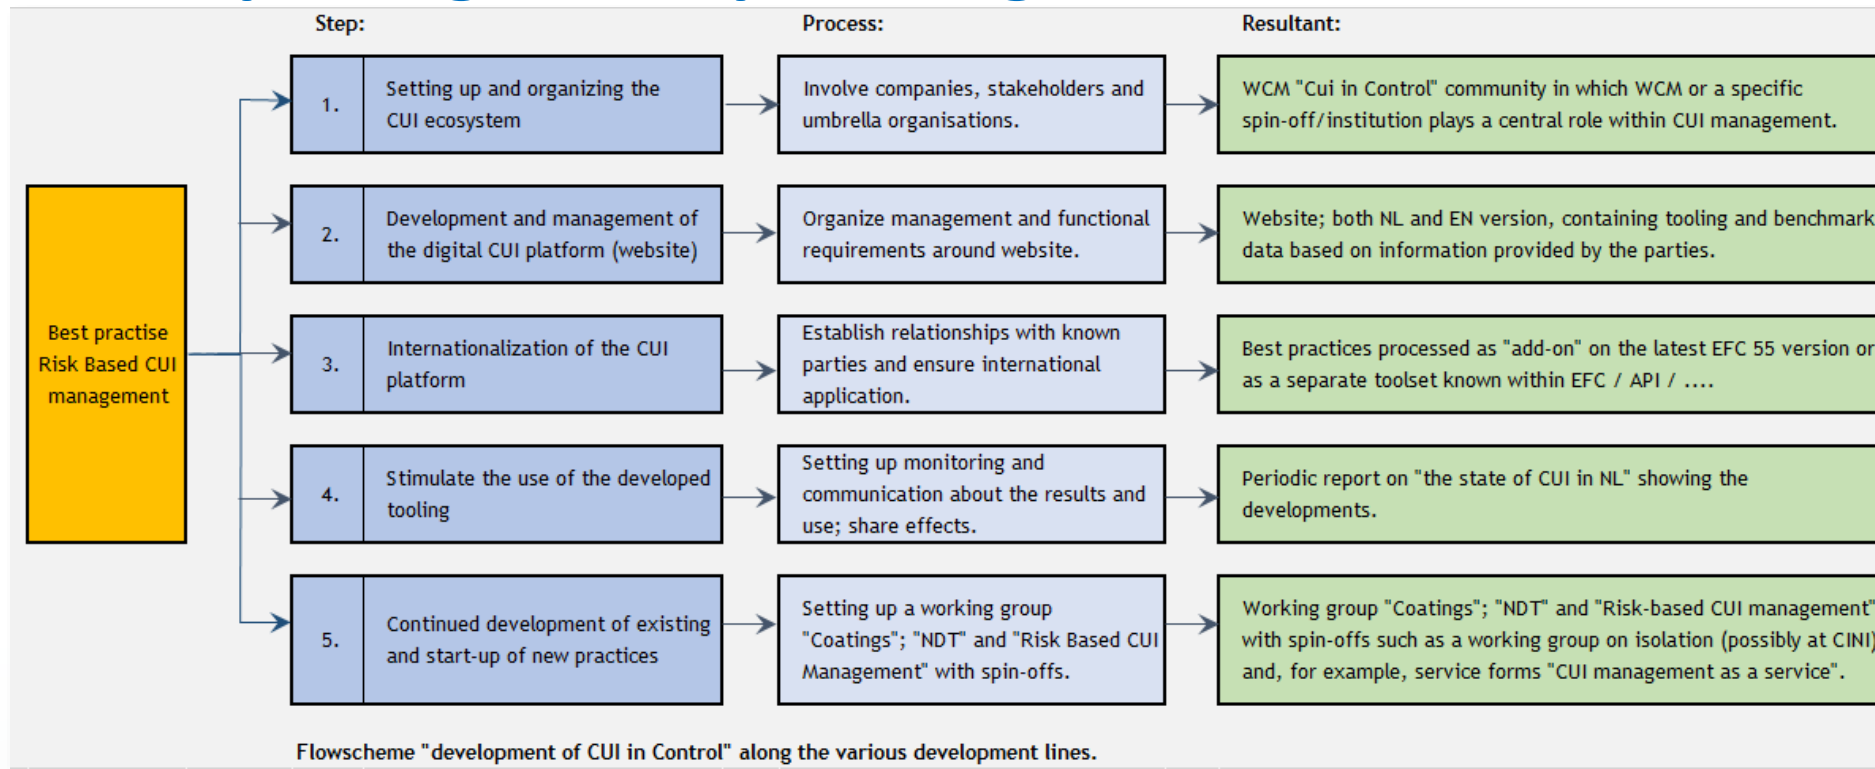 Step:
Process:
Resultant:
Best practise
Risk Based CUI
management
1.
Setting up and organizing the
CUI ecosystem
Involve companies, stakeholders and
umbrella organisations.
WCM "Cui in Control" community in which WCM or a specific
spin-off/institution plays a central role within CUI management.
2.
Development and management of
the digital CUI platform (website)
Organize management and functional
requirements around website.
Website; both NL and EN version, containing tooling and benchmark
data based on information provided by the parties.
3.
Internationalization of the CUI
platform
Establish relationships with known
parties and ensure international
application.
Best practices processed as "add-on" on the latest EFC 55 version or
as a separate toolset known within EFC / API / ....
4.
Stimulate the use of the developed
tooling
Setting up monitoring and
communication about the results and
use; share effects.
Periodic report on "the state of CUI in NL" showing the
developments.
5.
Continued development of existing
and start-up of new practices
Setting up a working group
"Coatings"; "NDT" and "Risk Based CUI
Management" with spin-offs.
Working group "Coatings"; "NDT" and "Risk-based CUI management"
with spin-offs such as a working group on isolation (possibly at CINI)
and, for example, service forms "CUI management as a service".
Flowscheme "development of CUI in Control" along the various development lines.